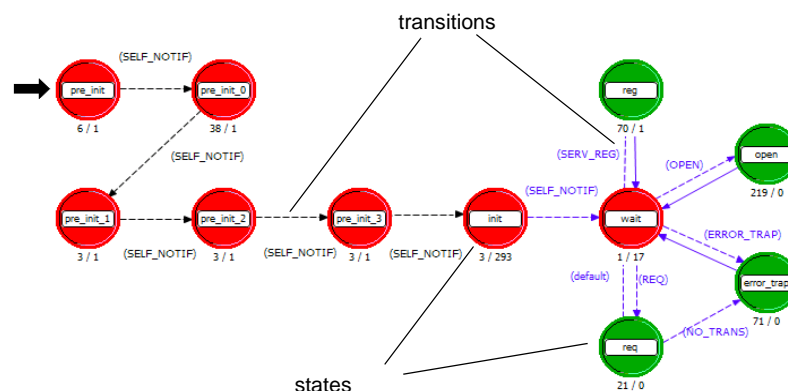 transitions
(SELF_NOTIF)
pre_init
pre_init_0
reg
6 / 1
38 / 1
70 / 1
(SERV_REG)
(OPEN)
open
(SELF_NOTIF)
(SELF_NOTIF)
219 / 0
pre_init_1
pre_init_2
pre_init_3
init
wait
(ERROR_TRAP)
(SELF_NOTIF)
(SELF_NOTIF)
(SELF_NOTIF)
3 / 1
3 / 1
3 / 1
3 / 293
1 / 17
(default)
(REQ)
error_trap
71 / 0
(NO_TRANS)
req
states
21 / 0